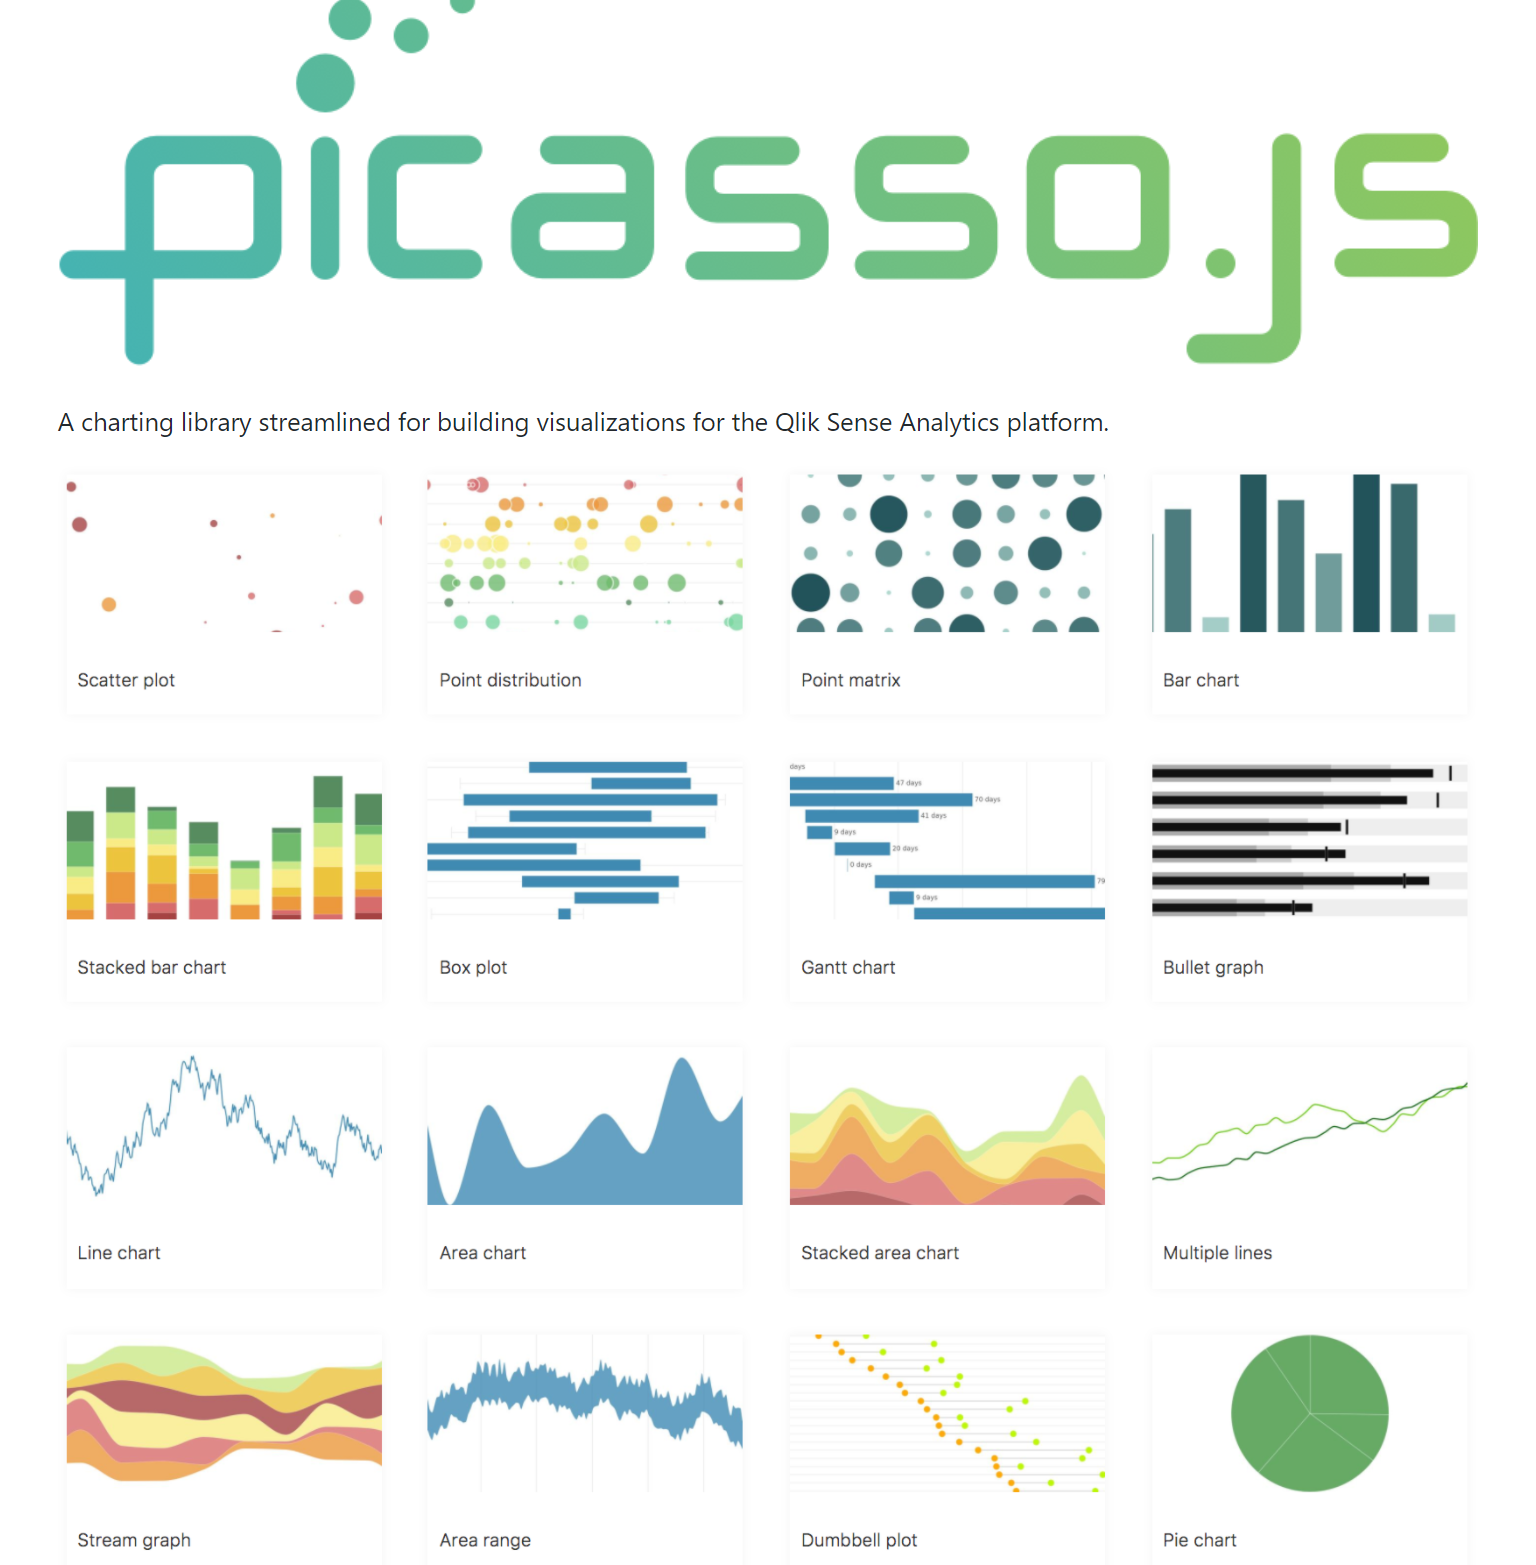 picasso.js
A charting library streamlined for building visualizations for the Qlik Sense Analytics platform.
Scatter plot
Point distribution
Point matrix
Bar chart
days
47 days
70 days
41 days
9 days
20 days
0 days
79
9 days
Stacked bar chart
Box plot
Gantt chart
Bullet graph
Line chart
Area chart
Stacked area chart
Multiple lines
Stream graph
Area range
Dumbbell plot
Pie chart